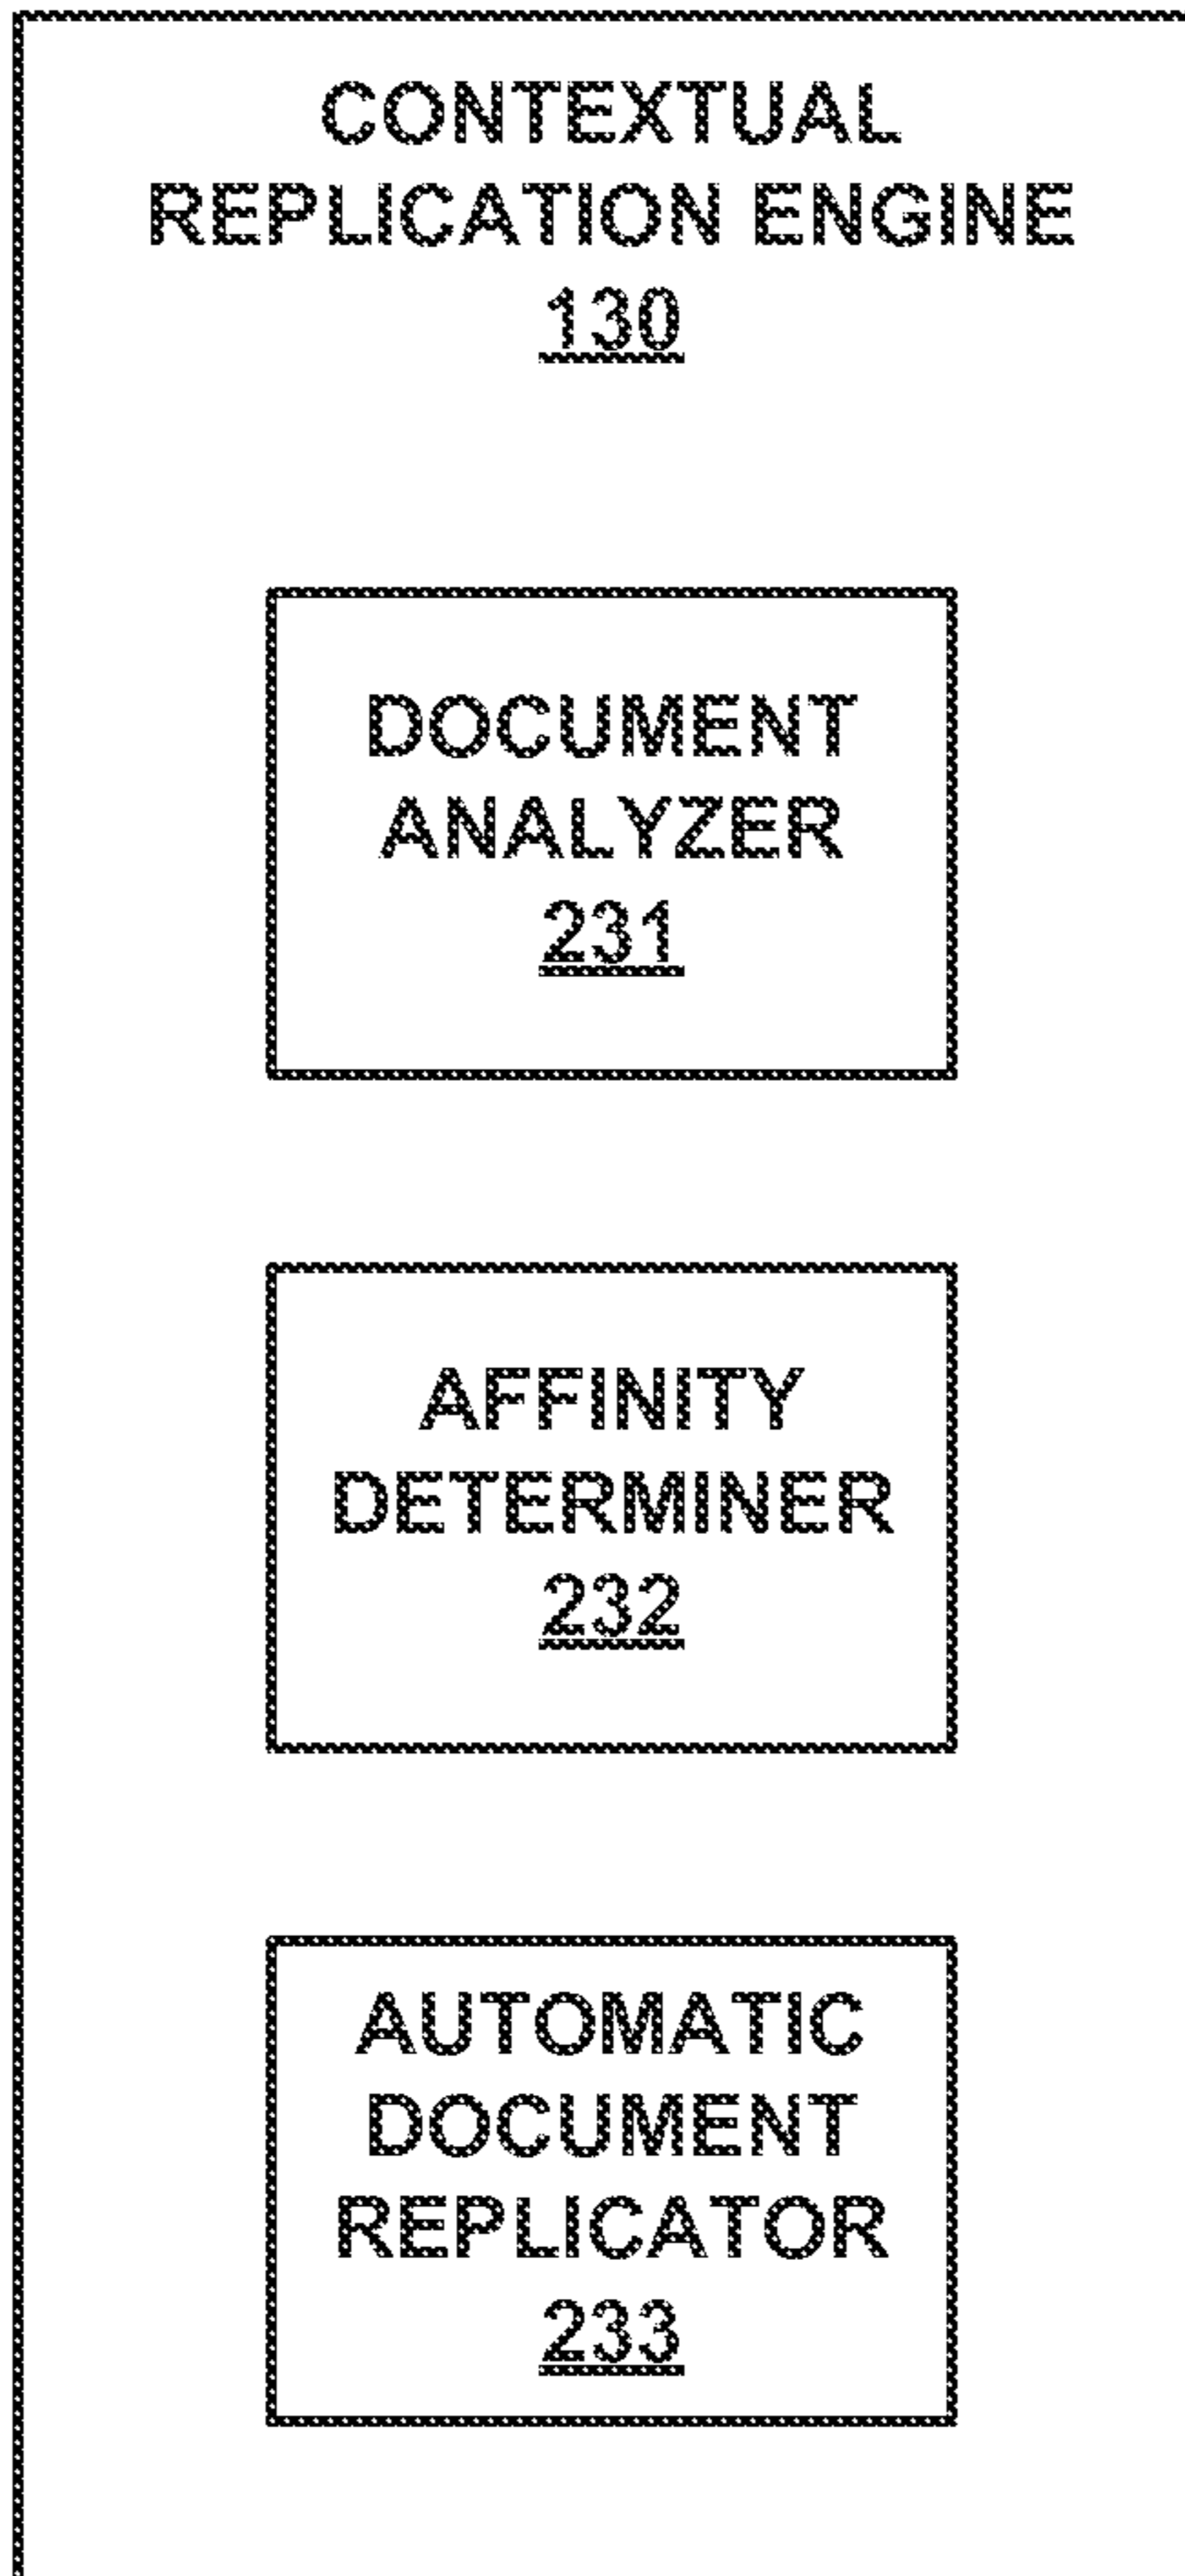 CONTEXTUAL
REPLICATION ENGINE
130
DOCUMENT
ANALYZER
231
AFFINITY
DETERMINER
232
AUTOMATIC
DOCUMENT
REPLICATOR
233